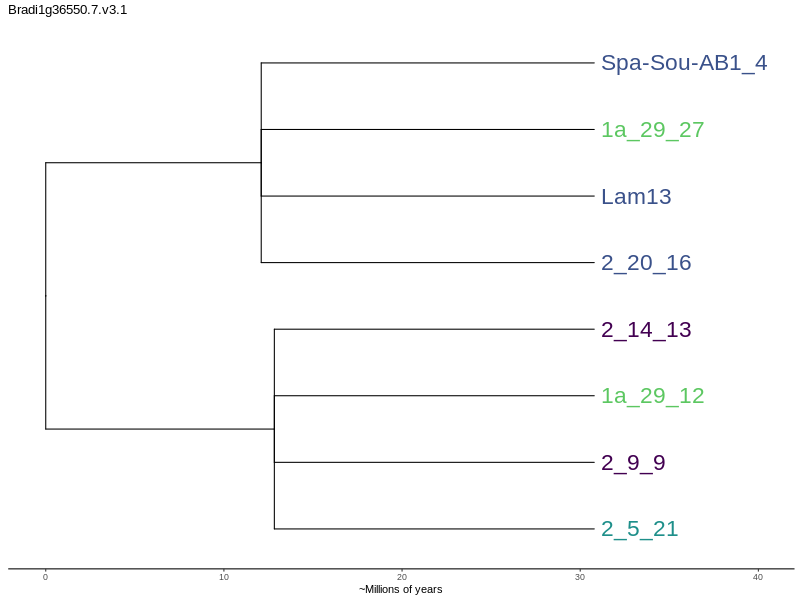 Bradi1g36550.7.v3.1
Spa-Sou-AB1_4
1a_29_27
Lam13
2_20_16
2_14_13
1a_29_12
2_9_9
2_5_21
0 10 20 30 40
~Millions of years